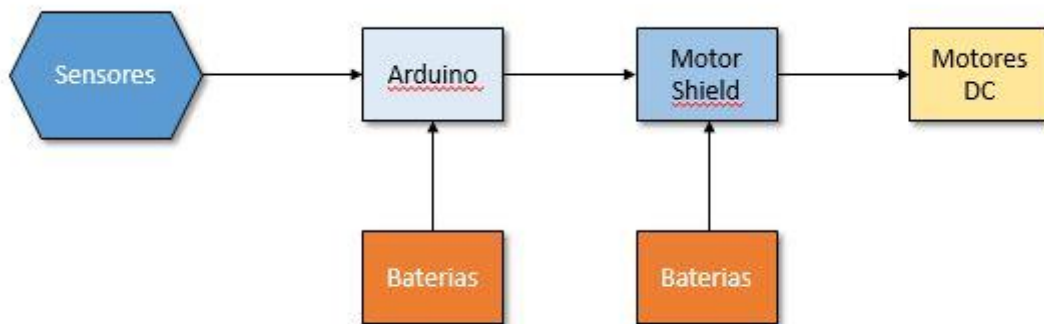 Sensores
Arduino
Motor
Shield
Motores
DC
Baterias
Baterias